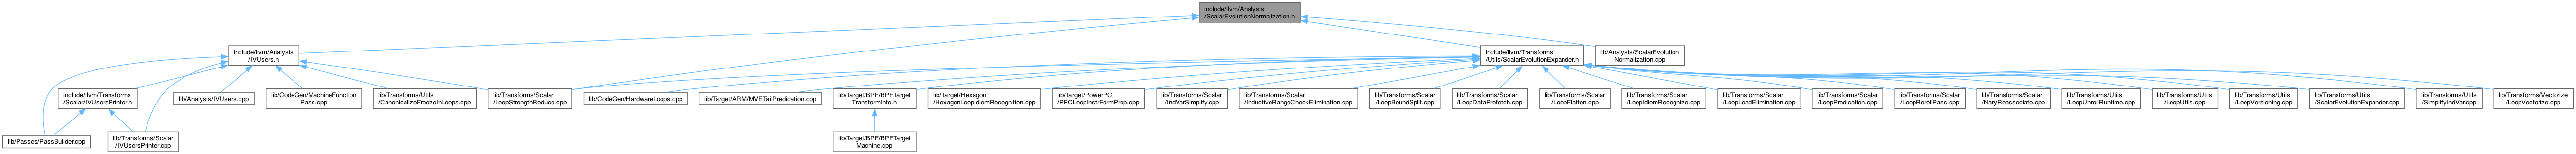 include/llvm/Analysis
/ScalarEvolutionNormalization.h
include/llvm/Analysis
/IVUsers.h
include/llvm/Transforms
/Utils/ScalarEvolutionExpander.h
lib/Analysis/ScalarEvolution
Normalization.cpp
include/llvm/Transforms
/Scalar/IVUsersPrinter.h
lib/Analysis/IVUsers.cpp
lib/CodeGen/MachineFunction
Pass.cpp
lib/Transforms/Utils
/CanonicalizeFreezeInLoops.cpp
lib/Transforms/Scalar
/LoopStrengthReduce.cpp
lib/CodeGen/HardwareLoops.cpp
lib/Target/ARM/MVETailPredication.cpp
lib/Target/BPF/BPFTarget
TransformInfo.h
lib/Target/Hexagon
/HexagonLoopIdiomRecognition.cpp
lib/Target/PowerPC
/PPCLoopInstrFormPrep.cpp
lib/Transforms/Scalar
/IndVarSimplify.cpp
lib/Transforms/Scalar
/InductiveRangeCheckElimination.cpp
lib/Transforms/Scalar
/LoopBoundSplit.cpp
lib/Transforms/Scalar
/LoopDataPrefetch.cpp
lib/Transforms/Scalar
/LoopFlatten.cpp
lib/Transforms/Scalar
/LoopIdiomRecognize.cpp
lib/Transforms/Scalar
/LoopLoadElimination.cpp
lib/Transforms/Scalar
/LoopPredication.cpp
lib/Transforms/Scalar
/LoopRerollPass.cpp
lib/Transforms/Scalar
/NaryReassociate.cpp
lib/Transforms/Utils
/LoopUnrollRuntime.cpp
lib/Transforms/Utils
/LoopUtils.cpp
lib/Transforms/Utils
/LoopVersioning.cpp
lib/Transforms/Utils
/ScalarEvolutionExpander.cpp
lib/Transforms/Utils
/SimplifyIndVar.cpp
lib/Transforms/Vectorize
/LoopVectorize.cpp
lib/Passes/PassBuilder.cpp
lib/Transforms/Scalar
/IVUsersPrinter.cpp
lib/Target/BPF/BPFTarget
Machine.cpp